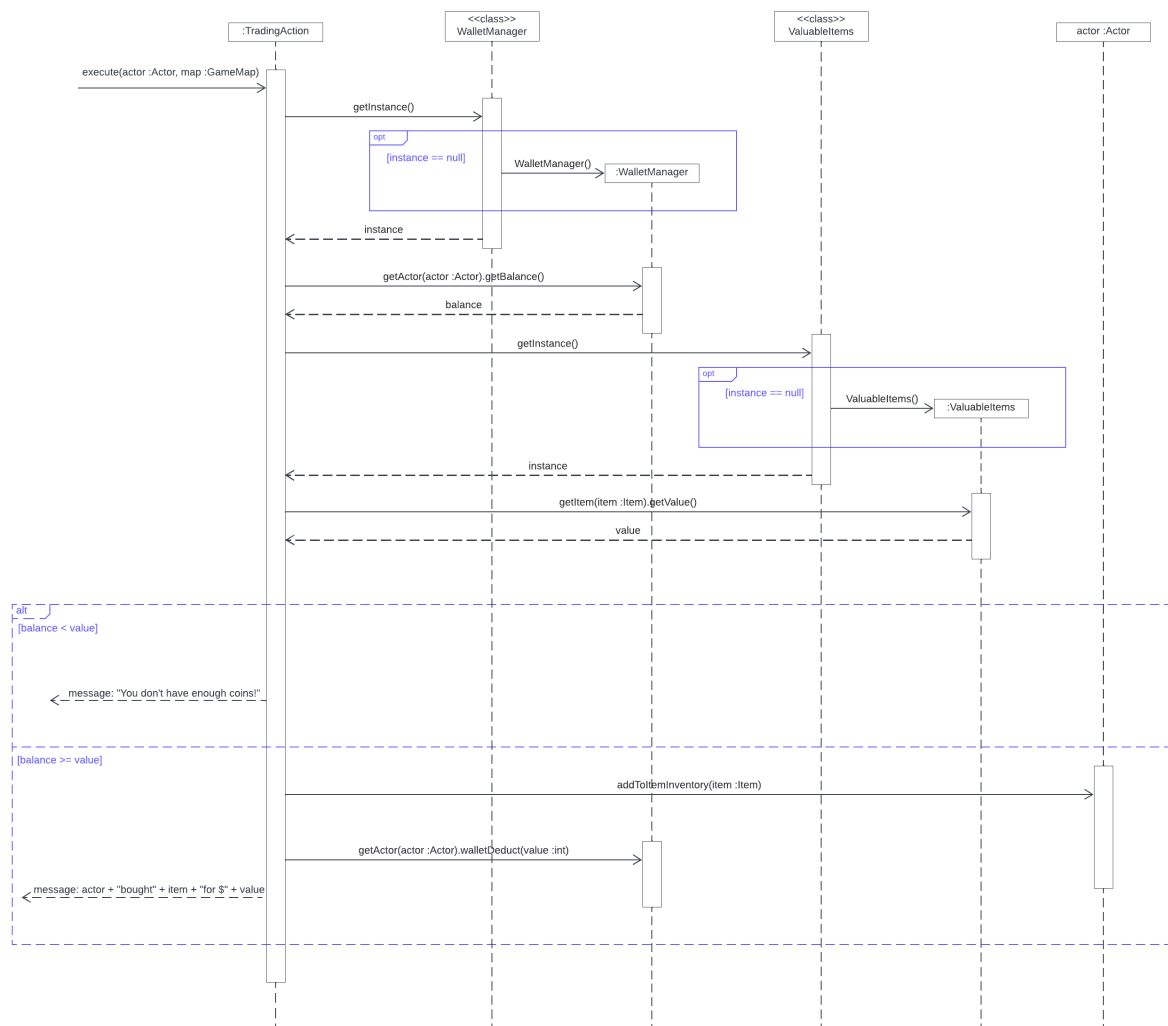 :TradingAction
<<class>>
WalletManager
<<class>>
ValuableItems
actor :Actor
execute(actor :Actor, map :GameMap)
getInstance()
opt
[instance == null]
WalletManager()
:WalletManager
instance
getActor(actor :Actor).getBalance()
balance
getInstance()
opt
[instance == null]
ValuableItems()
:ValuableItems
instance
getItem(item :Item).getValue()
value
alt
[balance < value]
message: "You don't have enough coins!"
[balance >= value]
addToItemInventory(item :Item)
getActor(actor :Actor).walletDeduct(value :int)
message: actor + "bought" + item + "for $" + value